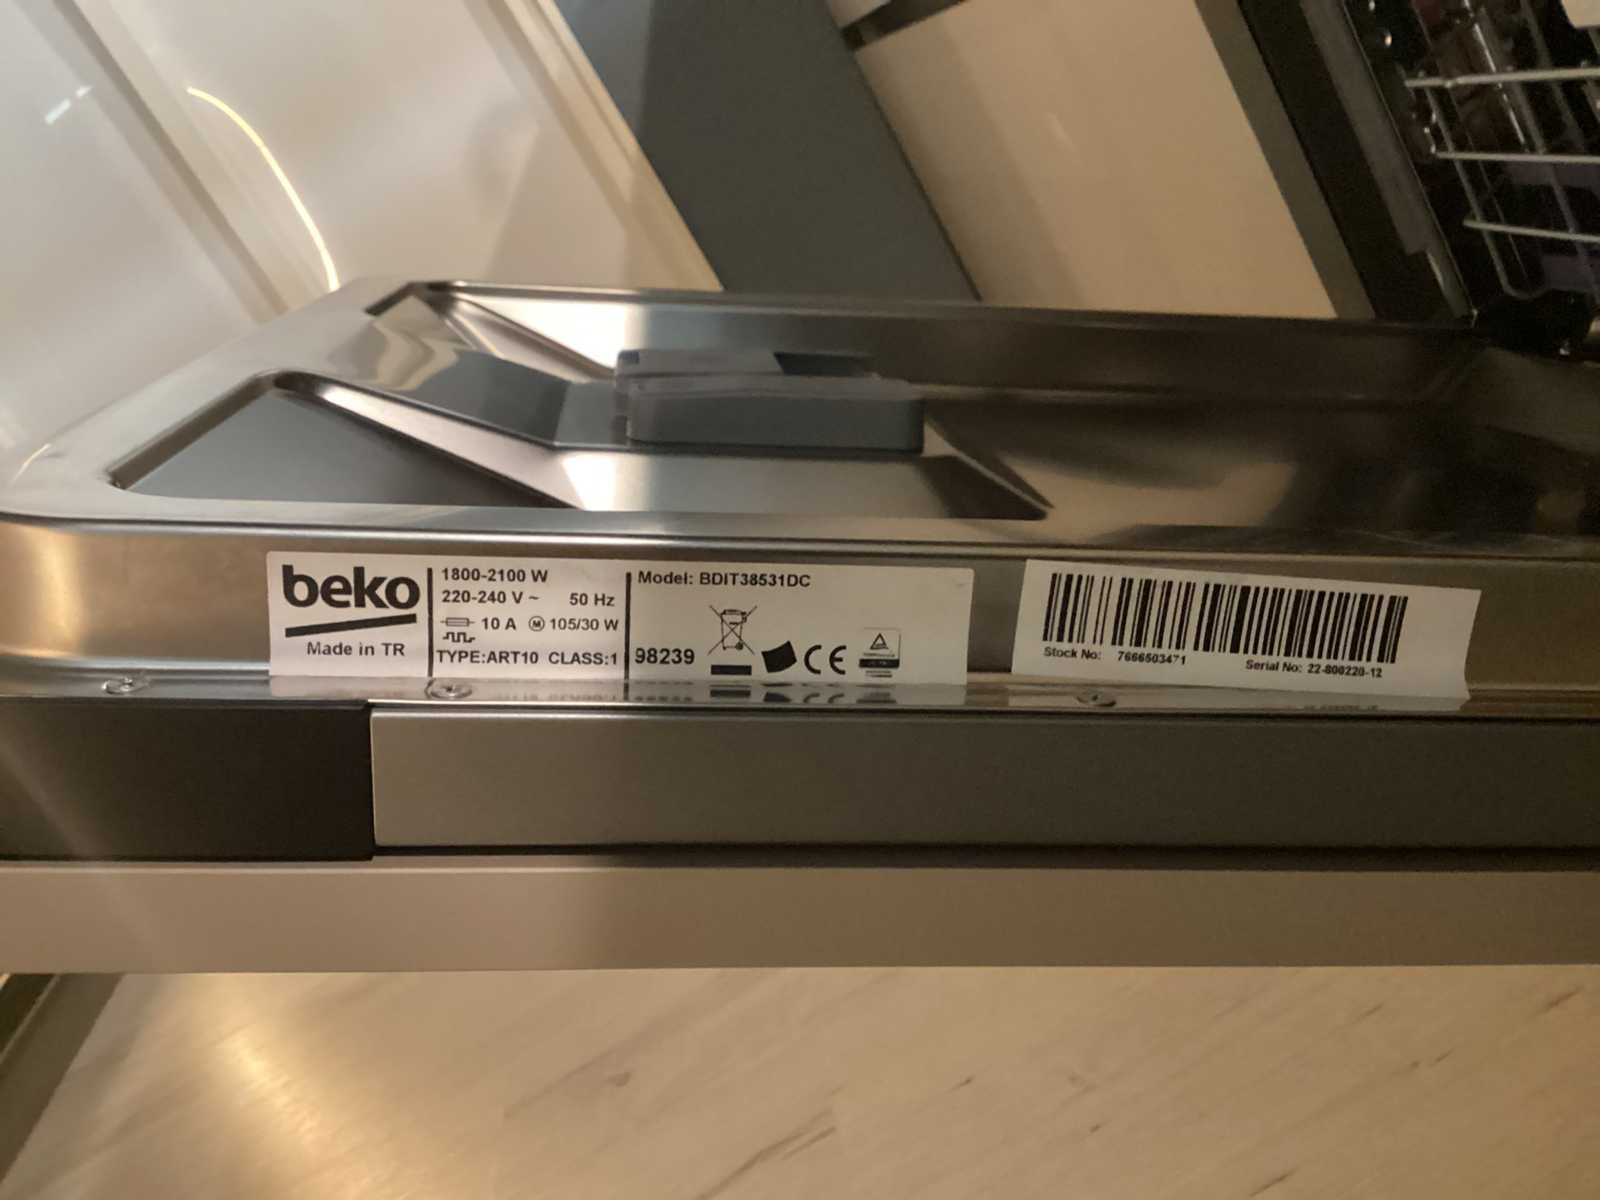 beko
Made in TR
1800-2100 W
220-240 V ~ 50 Hz
10 A M 105/30 W
TYPE:ART10 CLASS:1
Model: BDIT38531DC
98239
CE
Stock No: 7666503471
Serial No: 22-800220-12